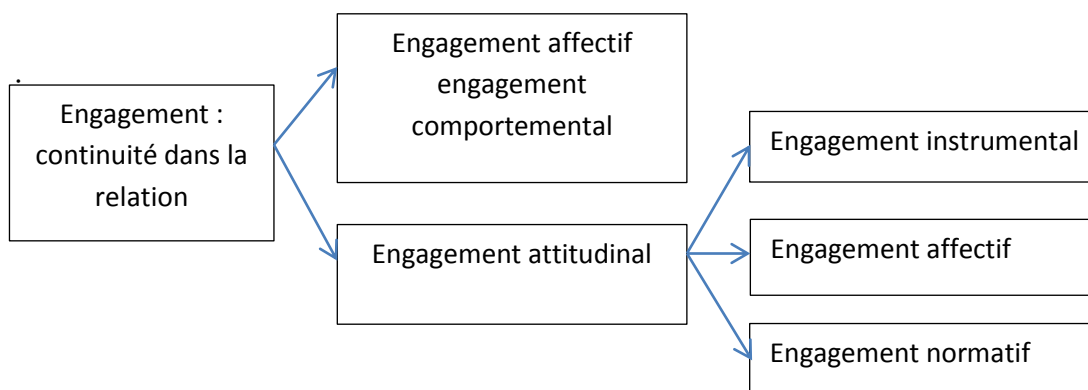 Engagement :
continuité dans la
relation
Engagement affectif
engagement
comportemental
Engagement attitudinal
Engagement instrumental
Engagement affectif
Engagement normatif